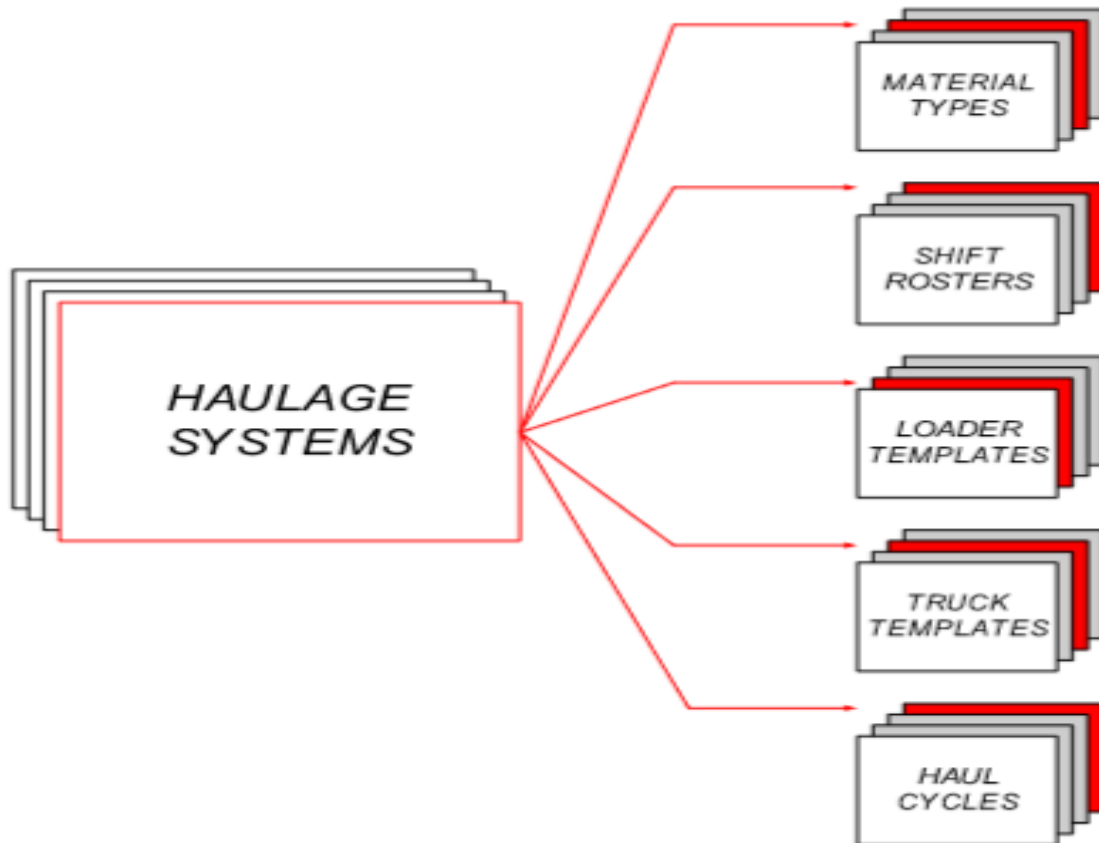 MATERIAL
TYPES
SHIFT
ROSTERS
HAULAGE
SYSTEMS
LOADER
TEMPLATES
TRUCK
TEMPLATES
HAUL
CYCLES